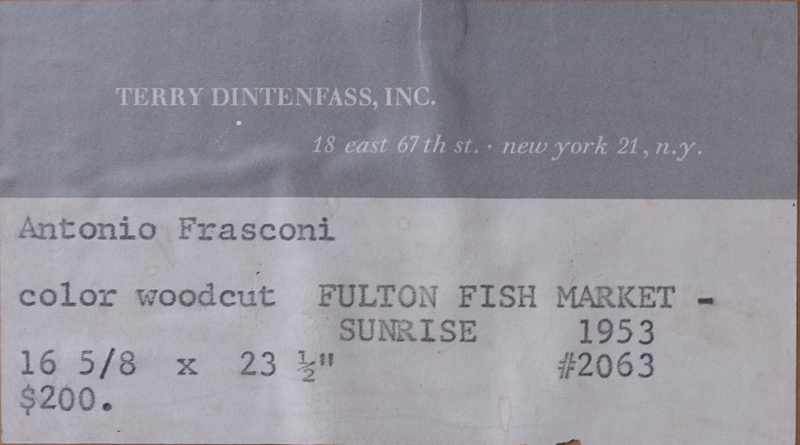 TERRY DINTENFASS, INC.
18 east 67th st. · new york 21, n.y.
Antonio Frasconi
color woodcut FULTON FISH MARKET -
SUNRISE 1953
16 5/8 x 23 ½" #2063
$200.